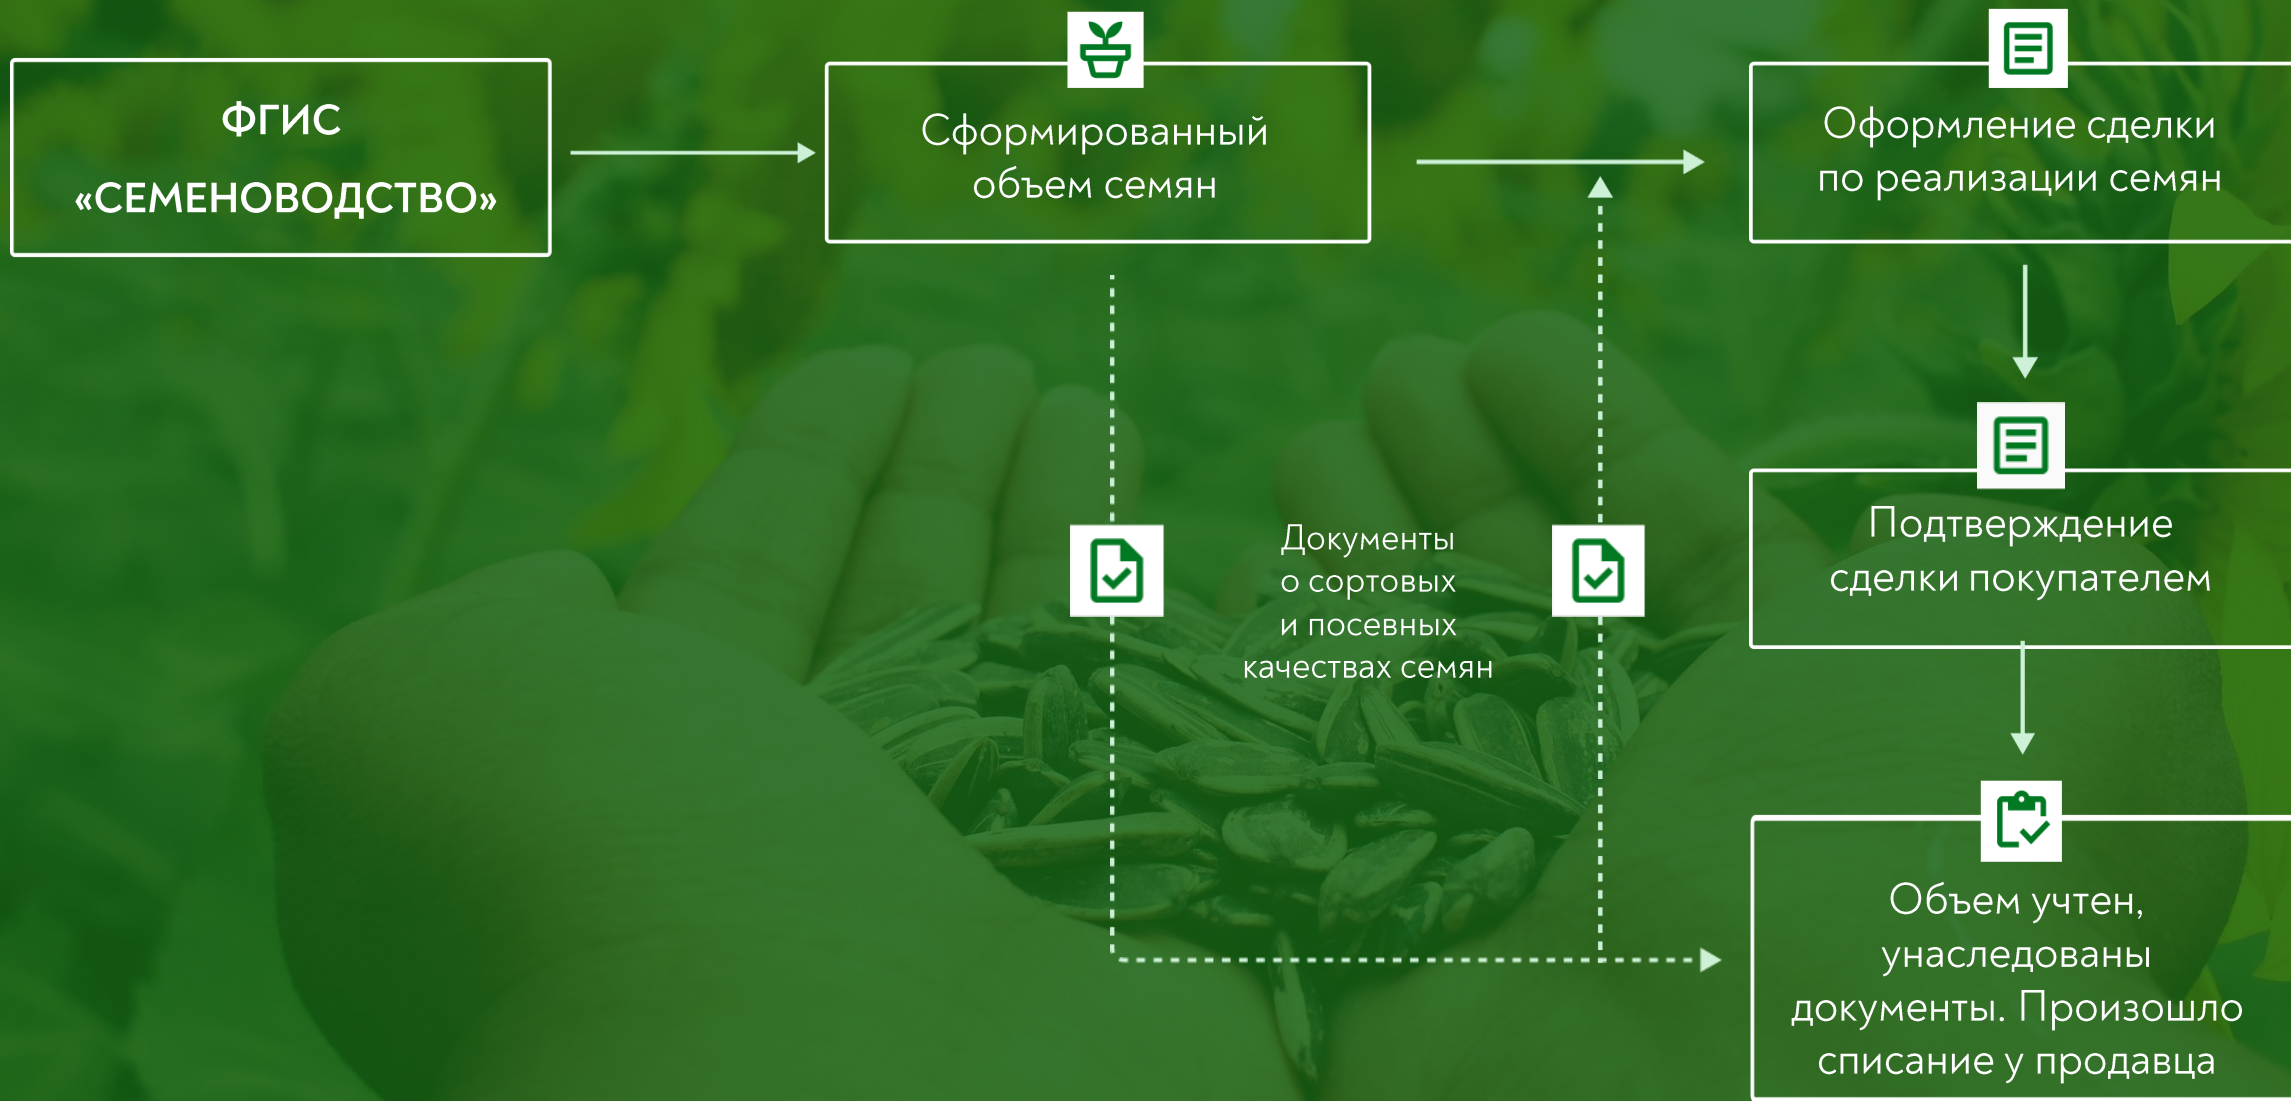 ФГИС
«СЕМЕНОВОДСТВО»
Сформированный
объем семян
Оформление сделки
по реализации семян
Подтверждение
сделки покупателем
Документы
о сортовых
и посевных
качествах семян
Объем учтен,
унаследованы
документы. Произошло
списание у продавца